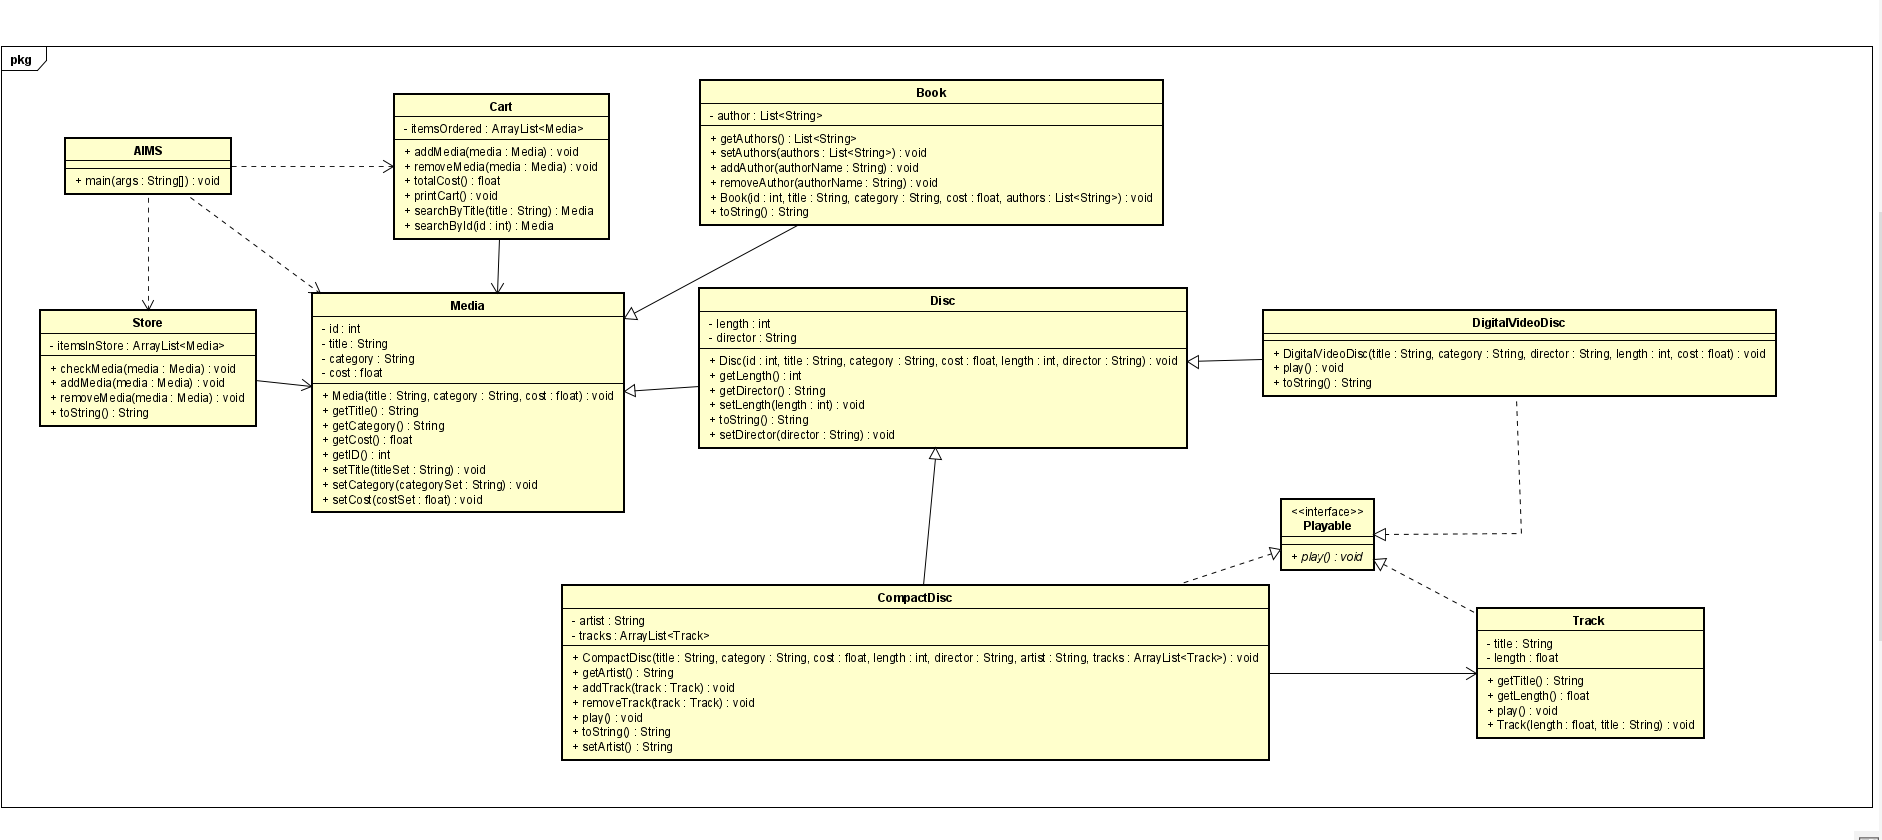 pkg
AIMS
+ main(args : String[]) : void
Cart
- itemsOrdered : ArrayList<Media>
+ addMedia(media : Media) : void
+ removeMedia(media : Media) : void
+ totalCost() : float
+ printCart() : void
+ searchByTitle(title : String) : Media
+ searchById(id : int) : Media
Book
- author : List<String>
+ getAuthors() : List<String>
+ setAuthors(authors : List<String>) : void
+ addAuthor(authorName : String) : void
+ removeAuthor(authorName : String) : void
+ Book(id : int, title : String, category : String, cost : float, authors : List<String>) : void
+ toString() : String
Store
- itemsInStore : ArrayList<Media>
+ checkMedia(media : Media) : void
+ addMedia(media : Media) : void
+ removeMedia(media : Media) : void
+ toString() : String
Media
- id : int
- title : String
- category : String
- cost : float
+ Media(title : String, category : String, cost : float) : void
+ getTitle() : String
+ getCategory() : String
+ getCost() : float
+ getID() : int
+ setTitle(titleSet : String) : void
+ setCategory(categorySet : String) : void
+ setCost(costSet : float) : void
Disc
- length : int
- director : String
+ Disc(id : int, title : String, category : String, cost : float, length : int, director : String) : void
+ getLength() : int
+ getDirector() : String
+ setLength(length : int) : void
+ toString() : String
+ setDirector(director : String) : void
DigitalVideoDisc
+ DigitalVideoDisc(title : String, category : String, director : String, length : int, cost : float) : void
+ play() : void
+ toString() : String
<<interface>>
Playable
+ play() : void
CompactDisc
- artist : String
- tracks : ArrayList<Track>
+ CompactDisc(title : String, category : String, cost : float, length : int, director : String, artist : String, tracks : ArrayList<Track>) : void
+ getArtist() : String
+ addTrack(track : Track) : void
+ removeTrack(track : Track) : void
+ play() : void
+ toString() : String
+ setArtist() : String
Track
- title : String
- length : float
+ getTitle() : String
+ getLength() : float
+ play() : void
+ Track(length : float, title : String) : void